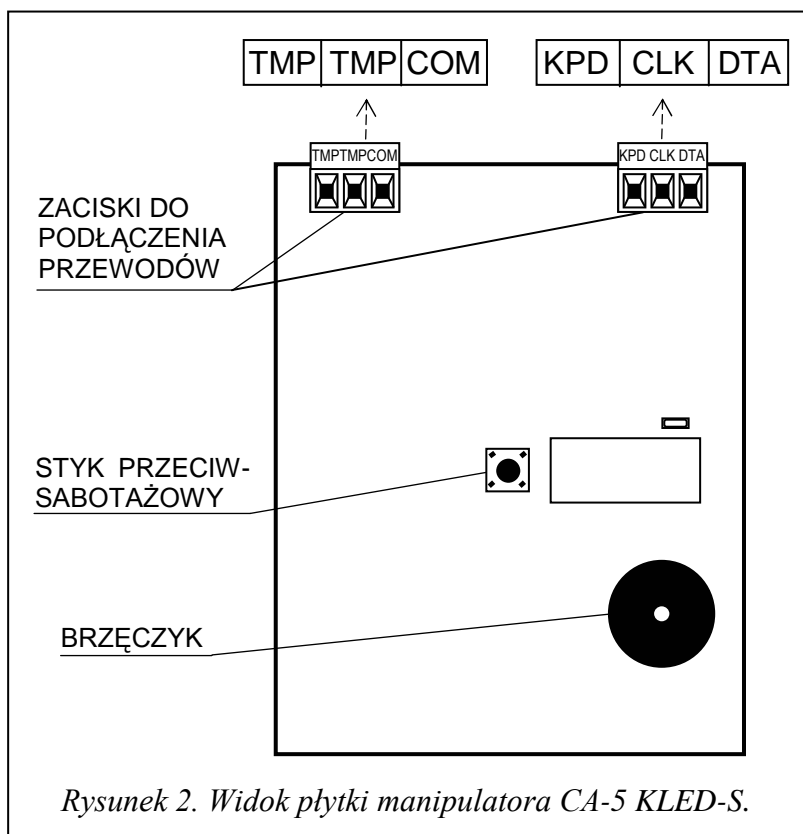 TMP TMP COM KPD CLK DTA
TMPTMPCOM KPD CLK DTA
ZACISKI DO
PODŁĄCZENIA
PRZEWODÓW
STYK PRZECIW-
SABOTAŻOWY
BRZĘCZYK
Rysunek 2. Widok płytki manipulatora CA-5 KLED-S.